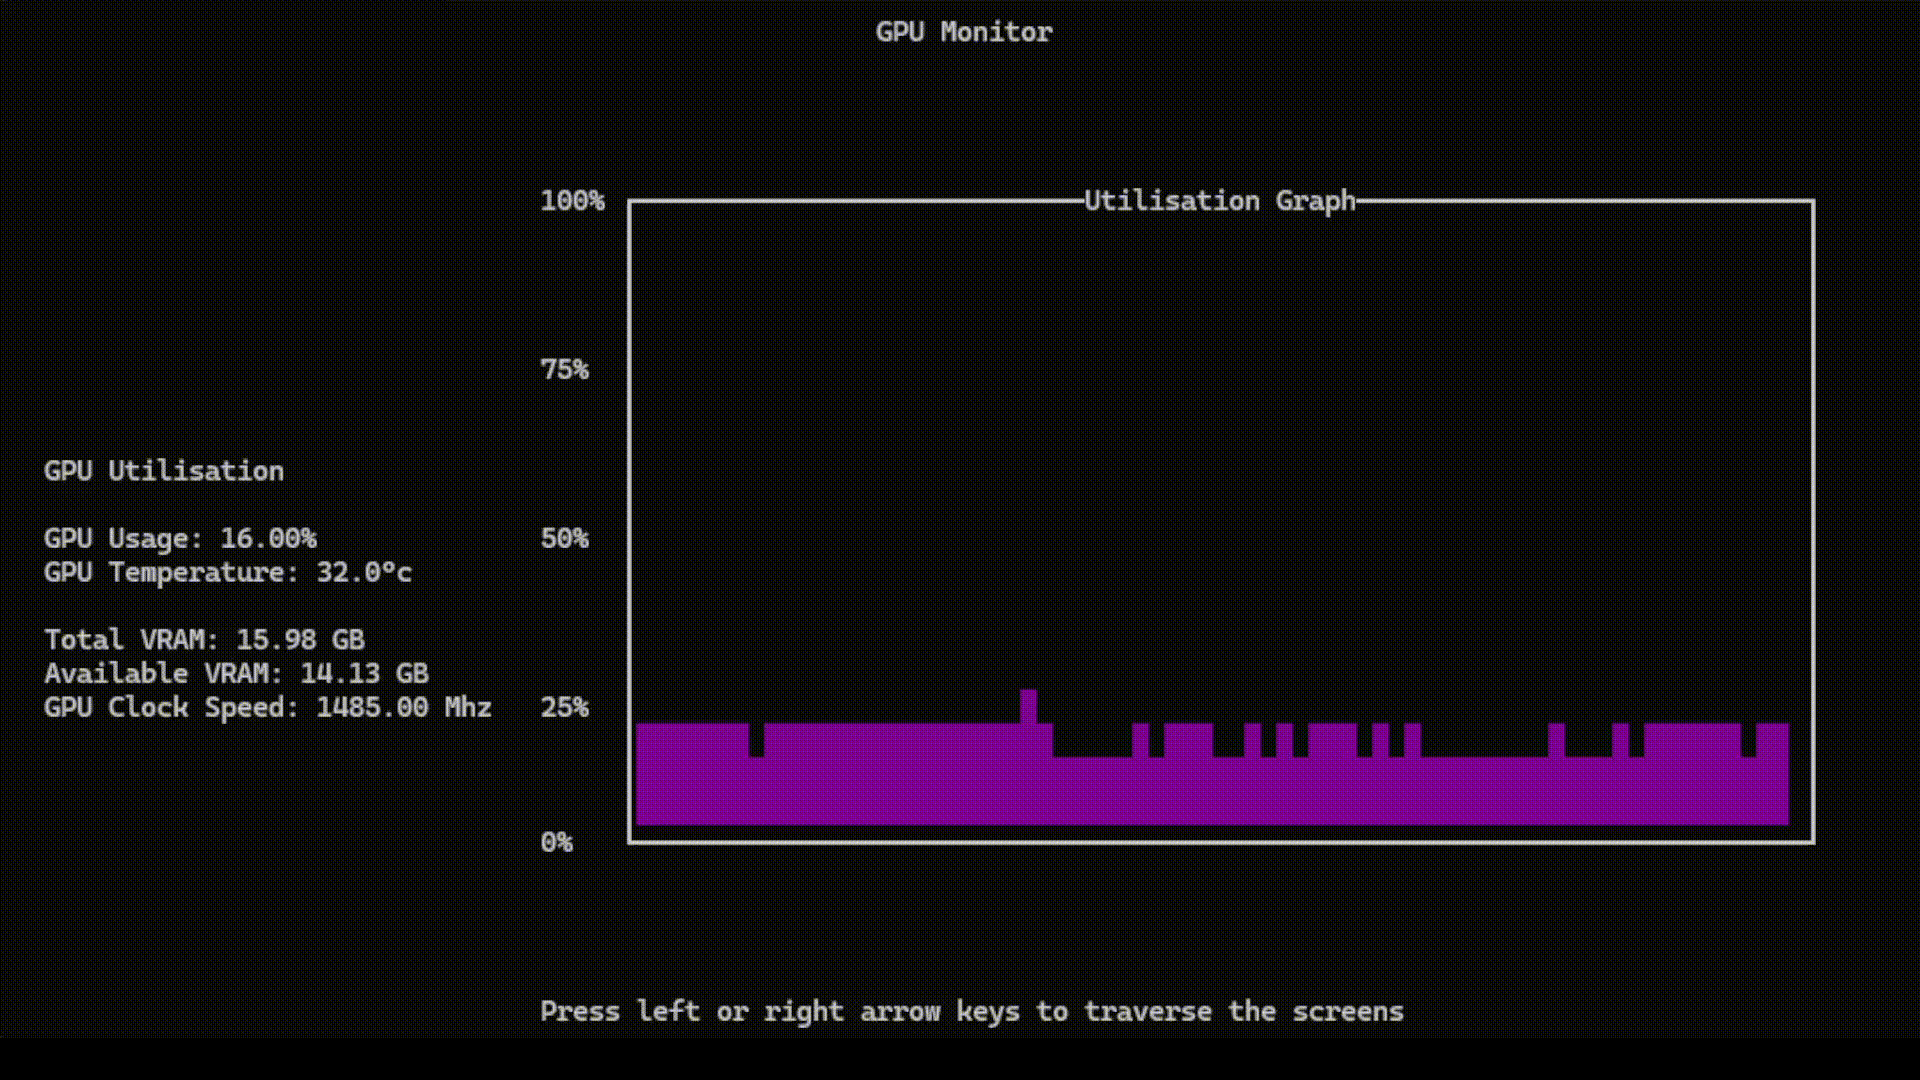 GPU Monitor
Utilisation Graph
100%
75%
50%
25%
0%
GPU Utilisation
GPU Usage: 16.00%
GPU Temperature: 32.0°c
Total VRAM: 15.98 GB
Available VRAM: 14.13 GB
GPU Clock Speed: 1485.00 Mhz
Press left or right arrow keys to traverse the screens